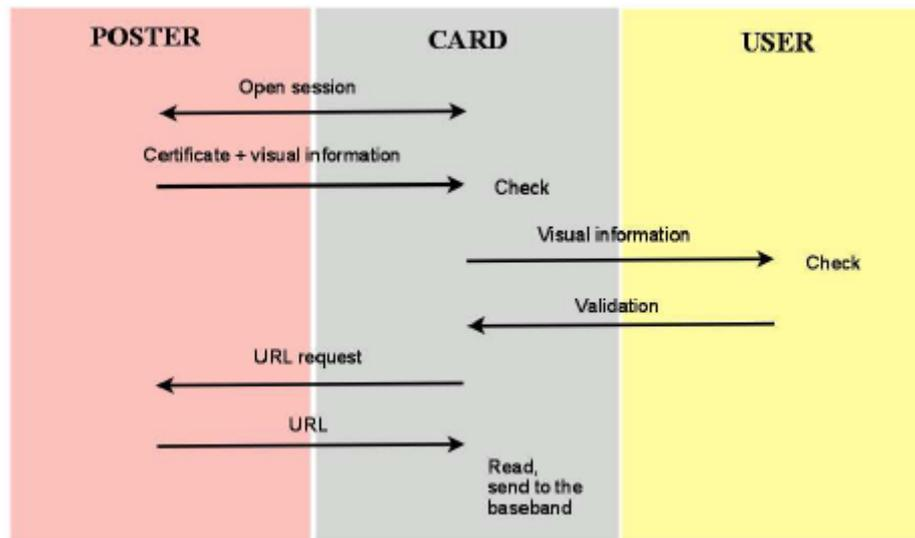 POSTER CARD USER
Open session
Certificate + visual information
Check
Visual information
Check
Validation
URL request
URL
Read,
send to the
baseband